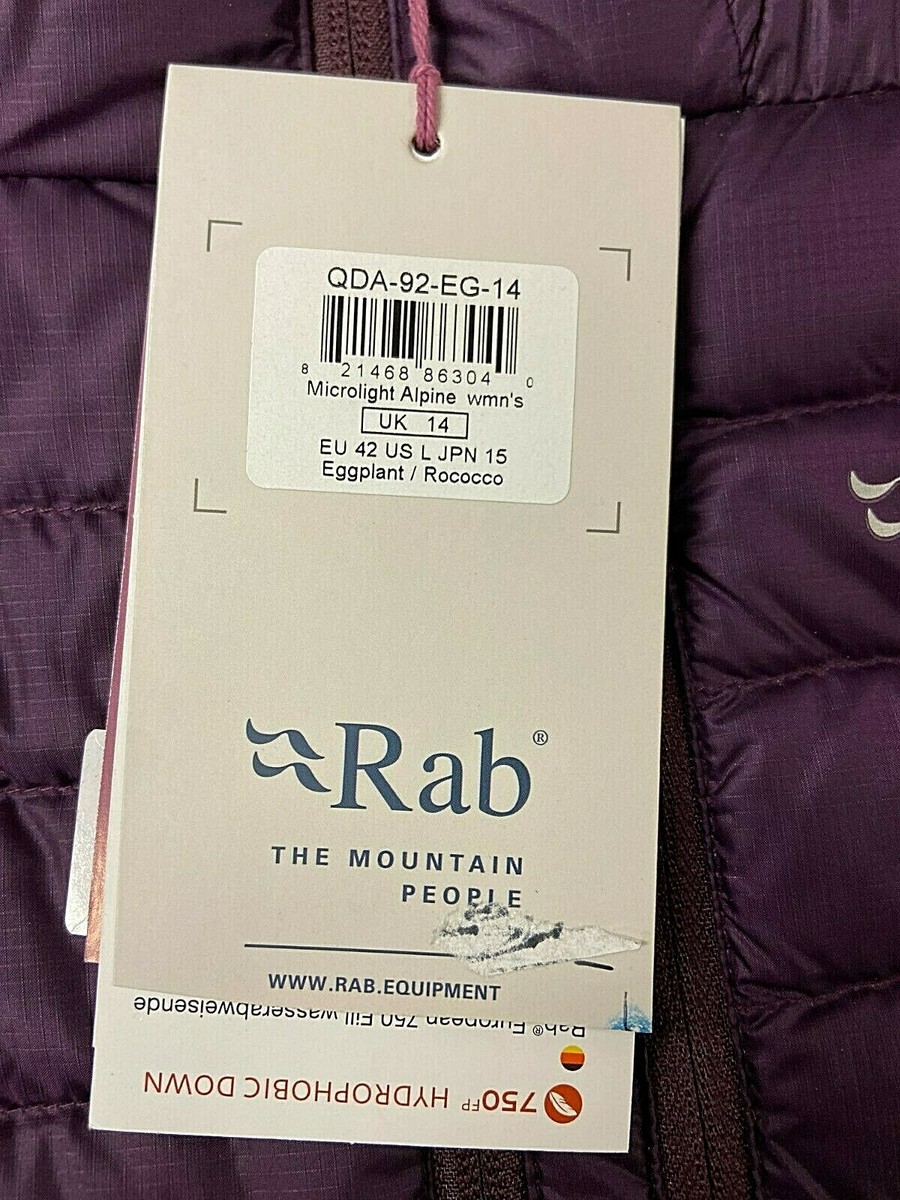 QDA-92-EG-14
8 21468 86304 0
Microlight Alpine wmn's
UK 14
EU 42 US L JPN 15
Eggplant / Rococco
Rab®
THE MOUNTAIN
PEOPLE
WWW.RAB.EQUIPMENT
750FP HYDROPHOBIC DOWN
Rab® European 750 Fill wasserabweisende